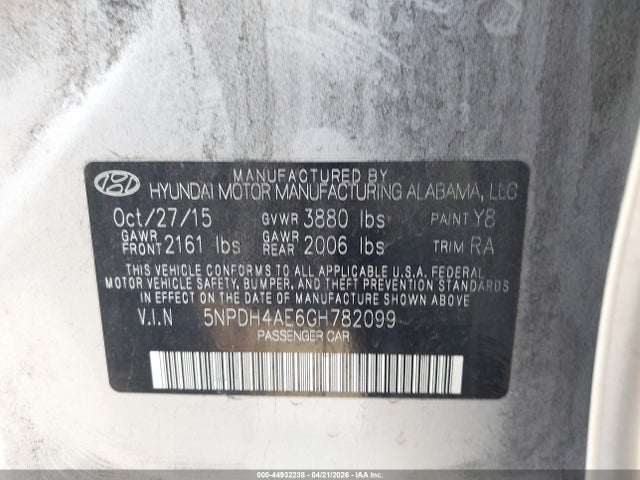 MANUFACTURED BY
HYUNDAI MOTOR MANUFACTURING ALABAMA, LLC
Oct/27/15 GVWR 3880 lbs PAINT Y8
GAWR FRONT 2161 lbs GAWR REAR 2006 lbs TRIM RA
THIS VEHICLE CONFORMS TO ALL APPLICABLE U.S.A. FEDERAL
MOTOR VEHICLE SAFETY, BUMPER, AND THEFT PREVENTION STANDARDS
IN EFFECT ON THE DATE OF MANUFACTURE SHOWN ABOVE.
V.I.N 5NPDH4AE6GH782099
PASSENGER CAR
000-44932238 - 04/21/2026 - IAA, Inc.